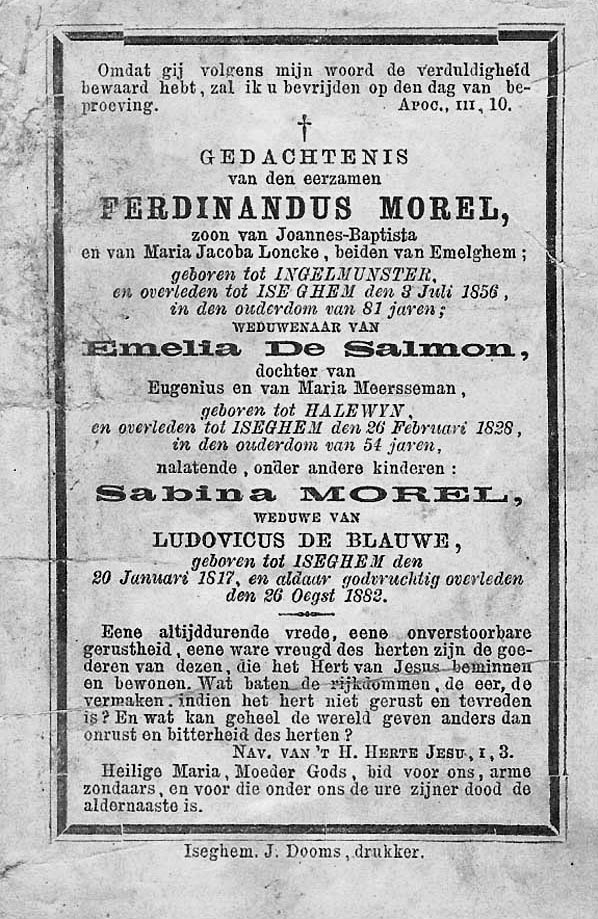 Omdat gij volgens mijn woord de verduldigheid
bewaard hebt, zal ik u bevrijden op den dag van be-
proeving. Apoc., III, 10.
†
GEDACHTENIS
van den eerzamen
FERDINANDUS MOREL,
zoon van Joannes-Baptista
en van Maria Jacoba Loncke, beiden van Emelghem;
geboren tot INGELMUNSTER,
en overleden tot ISEGHEM den 3 Juli 1856,
in den ouderdom van 81 jaren;
WEDUWENAAR VAN
Emelia De Salmon,
dochter van
Eugenius en van Maria Meersseman,
geboren tot HALEWYN,
en overleden tot ISEGHEM den 26 Februari 1828,
in den ouderdom van 54 jaren,
nalatende, onder andere kinderen:
Sabina MOREL,
WEDUWE VAN
LUDOVICUS DE BLAUWE,
geboren tot ISEGHEM den
20 Januari 1817, en aldaar godvruchtig overleden
den 26 Oegst 1882.
Eene altijddurende vrede, eene onverstoorbare
gerustheid, eene ware vreugd des herten zijn de goe-
deren van dezen, die het Hert van Jesus beminnen
en bewonen. Wat baten de rijkdommen, de eer, de
vermaken, indien het hert niet gerust en tevreden
is? En wat kan geheel de wereld geven anders dan
onrust en bitterheid des herten?
Nav. van 't H. Herte Jesu, I, 3.
Heilige Maria, Moeder Gods, bid voor ons, arme
zondaars, en voor die onder ons de ure zijner dood de
aldernaaste is.
Iseghem. J. Dooms, drukker.